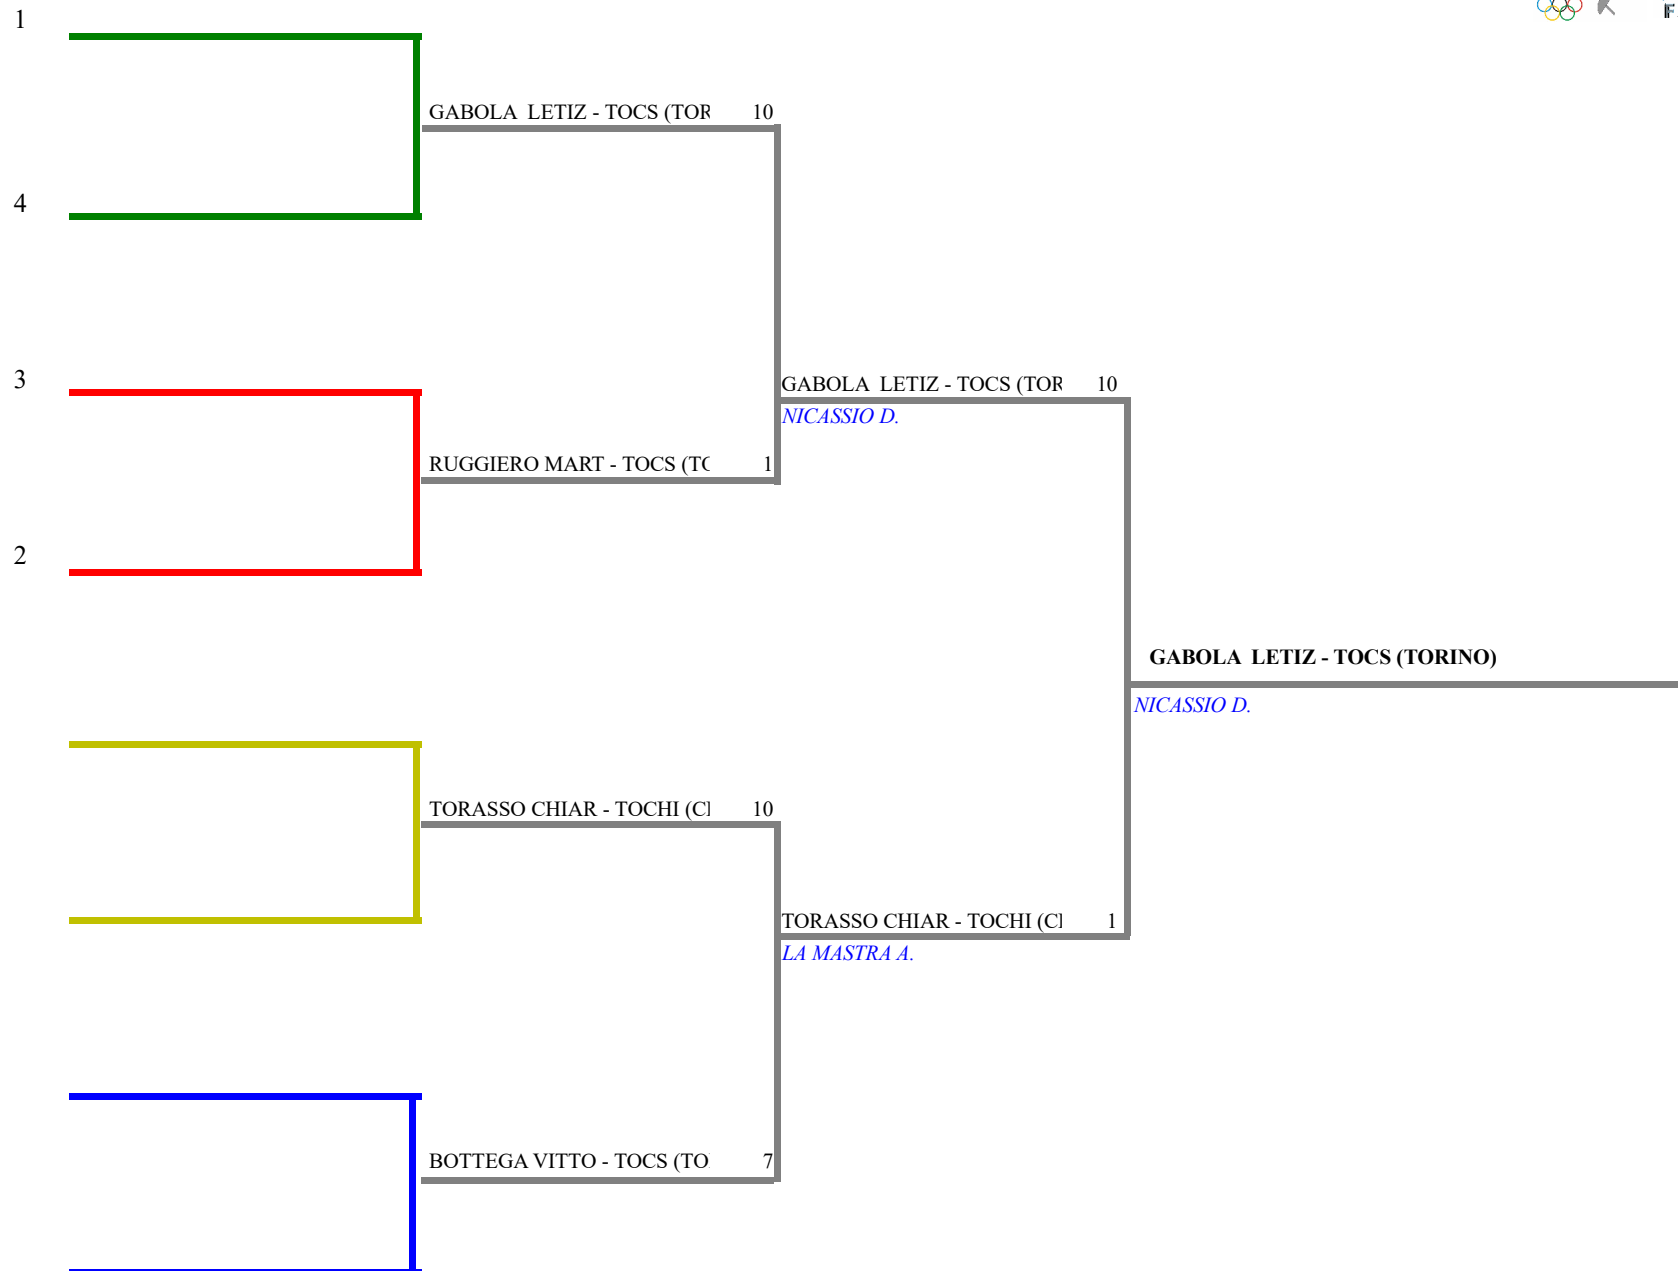 1
GABOLA  LETIZ - TOCS (TOR 10
4
3
GABOLA  LETIZ - TOCS (TOR 10
NICASSIO D.
RUGGIERO MART - TOCS (TO 1
2
GABOLA  LETIZ - TOCS (TORINO)
NICASSIO D.
TORASSO CHIAR - TOCHI (CI 10
TORASSO CHIAR - TOCHI (CI 1
LA MASTRA A.
BOTTEGA VITTO - TOCS (TO 7